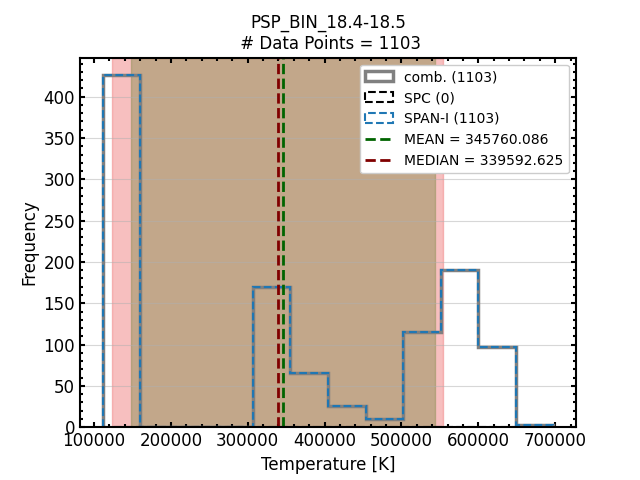 PSP_BIN_18.4-18.5
# Data Points = 1103
comb. (1103)
SPC (0)
SPAN-I (1103)
MEAN = 345760.086
MEDIAN = 339592.625
400
350
300
250
200
150
100
50
0
Frequency
100000 200000 300000 400000 500000 600000 700000
Temperature [K]